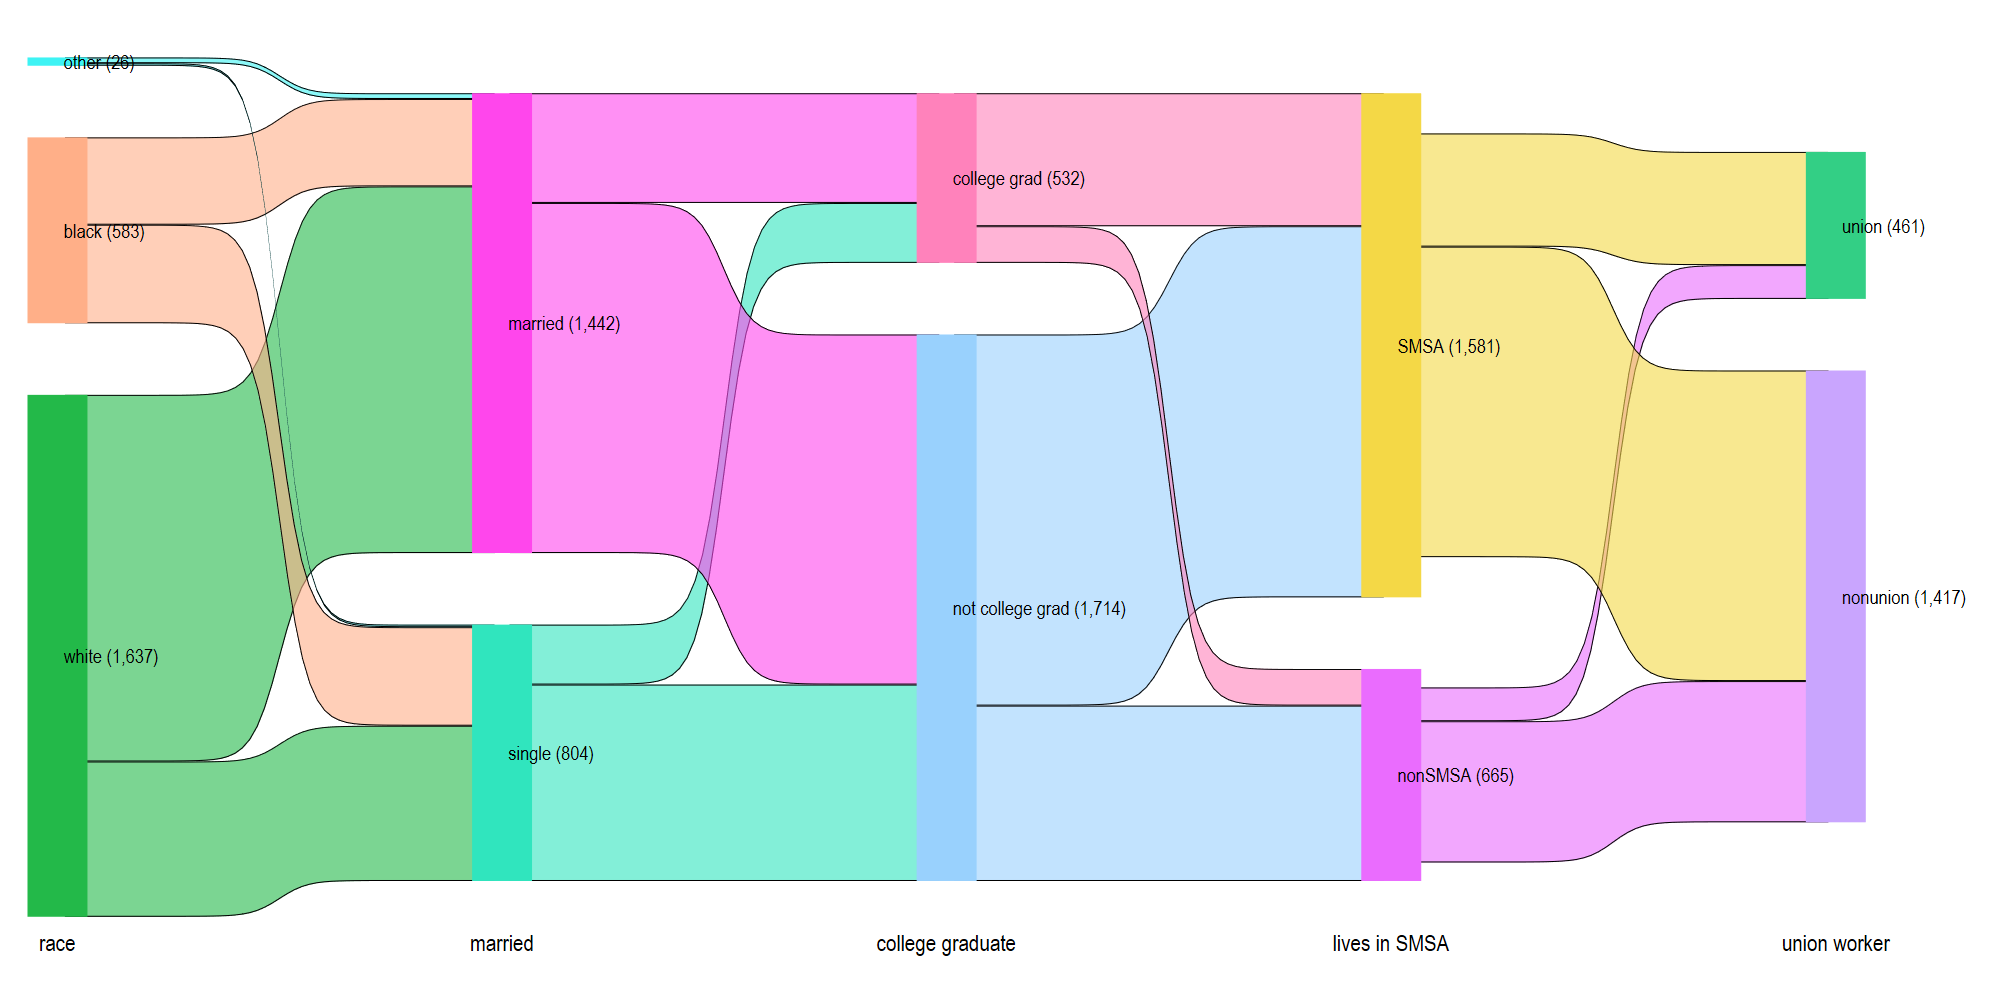 other (26)
black (583)
white (1,637)
married (1,442)
single (804)
college grad (532)
not college grad (1,714)
SMSA (1,581)
nonSMSA (665)
union (461)
nonunion (1,417)
race
married
college graduate
lives in SMSA
union worker